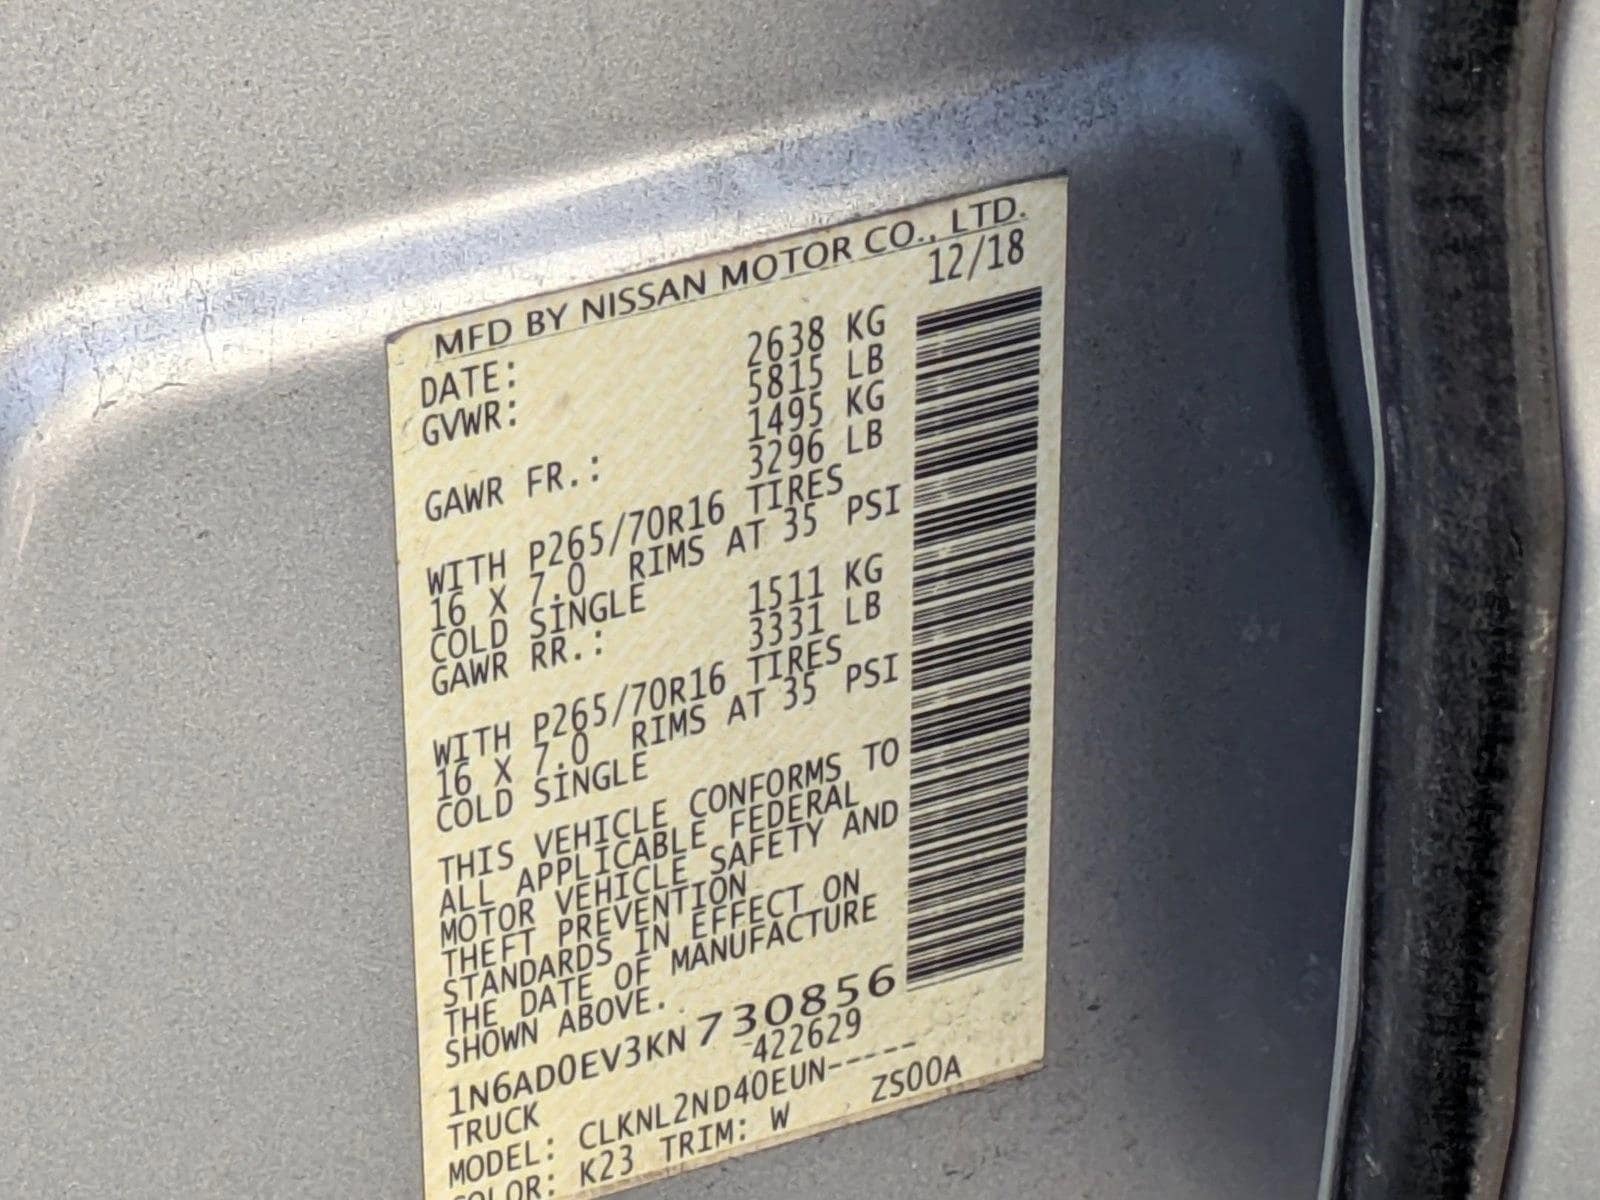 MFD BY NISSAN MOTOR CO., LTD.
DATE: 12/18
GVWR: 2638 KG
5815 LB
GAWR FR.: 1495 KG
3296 LB
WITH P265/70R16 TIRES
16 X 7.0 RIMS AT 35 PSI
COLD SINGLE
GAWR RR.: 1511 KG
3331 LB
WITH P265/70R16 TIRES
16 X 7.0 RIMS AT 35 PSI
COLD SINGLE
THIS VEHICLE CONFORMS TO
ALL APPLICABLE FEDERAL
MOTOR VEHICLE SAFETY AND
THEFT PREVENTION
STANDARDS IN EFFECT ON
THE DATE OF MANUFACTURE
SHOWN ABOVE.
1N6AD0EV3KN730856
TRUCK 422629
MODEL: CLKNL2ND40EUN-----
COLOR: K23 TRIM: W ZS00A